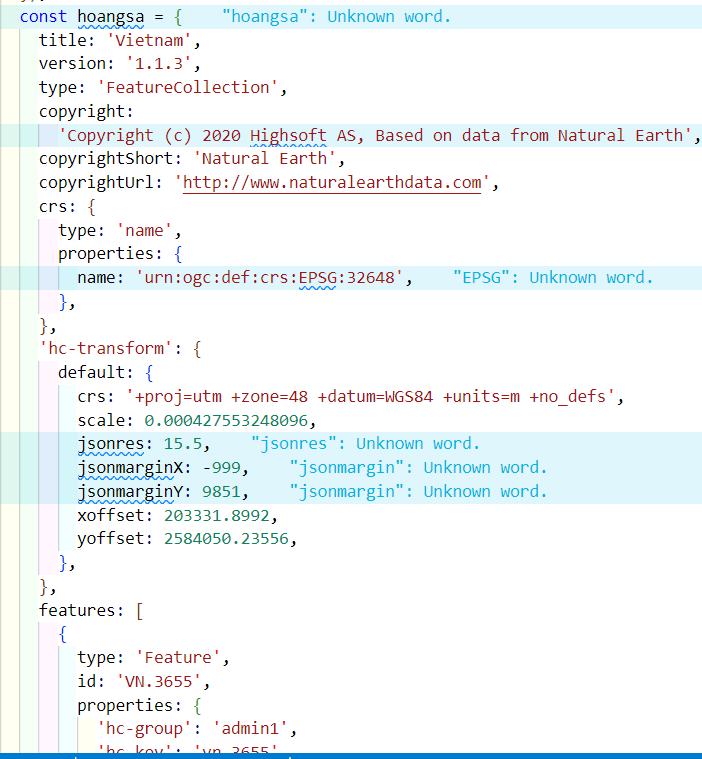 const hoangsa = {    "hoangsa": Unknown word.
title: 'Vietnam',
version: '1.1.3',
type: 'FeatureCollection',
copyright:
'Copyright (c) 2020 Highsoft AS, Based on data from Natural Earth',
copyrightShort: 'Natural Earth',
copyrightUrl: 'http://www.naturalearthdata.com',
crs: {
type: 'name',
properties: {
name: 'urn:ogc:def:crs:EPSG:32648',    "EPSG": Unknown word.
},
},
'hc-transform': {
default: {
crs: '+proj=utm +zone=48 +datum=WGS84 +units=m +no_defs',
scale: 0.000427553248096,
jsonres: 15.5,    "jsonres": Unknown word.
jsonmarginX: -999,    "jsonmargin": Unknown word.
jsonmarginY: 9851,    "jsonmargin": Unknown word.
xoffset: 203331.8992,
yoffset: 2584050.23556,
},
},
features: [
{
type: 'Feature',
id: 'VN.3655',
properties: {
'hc-group': 'admin1',
'hc-key': 'vn-3655'